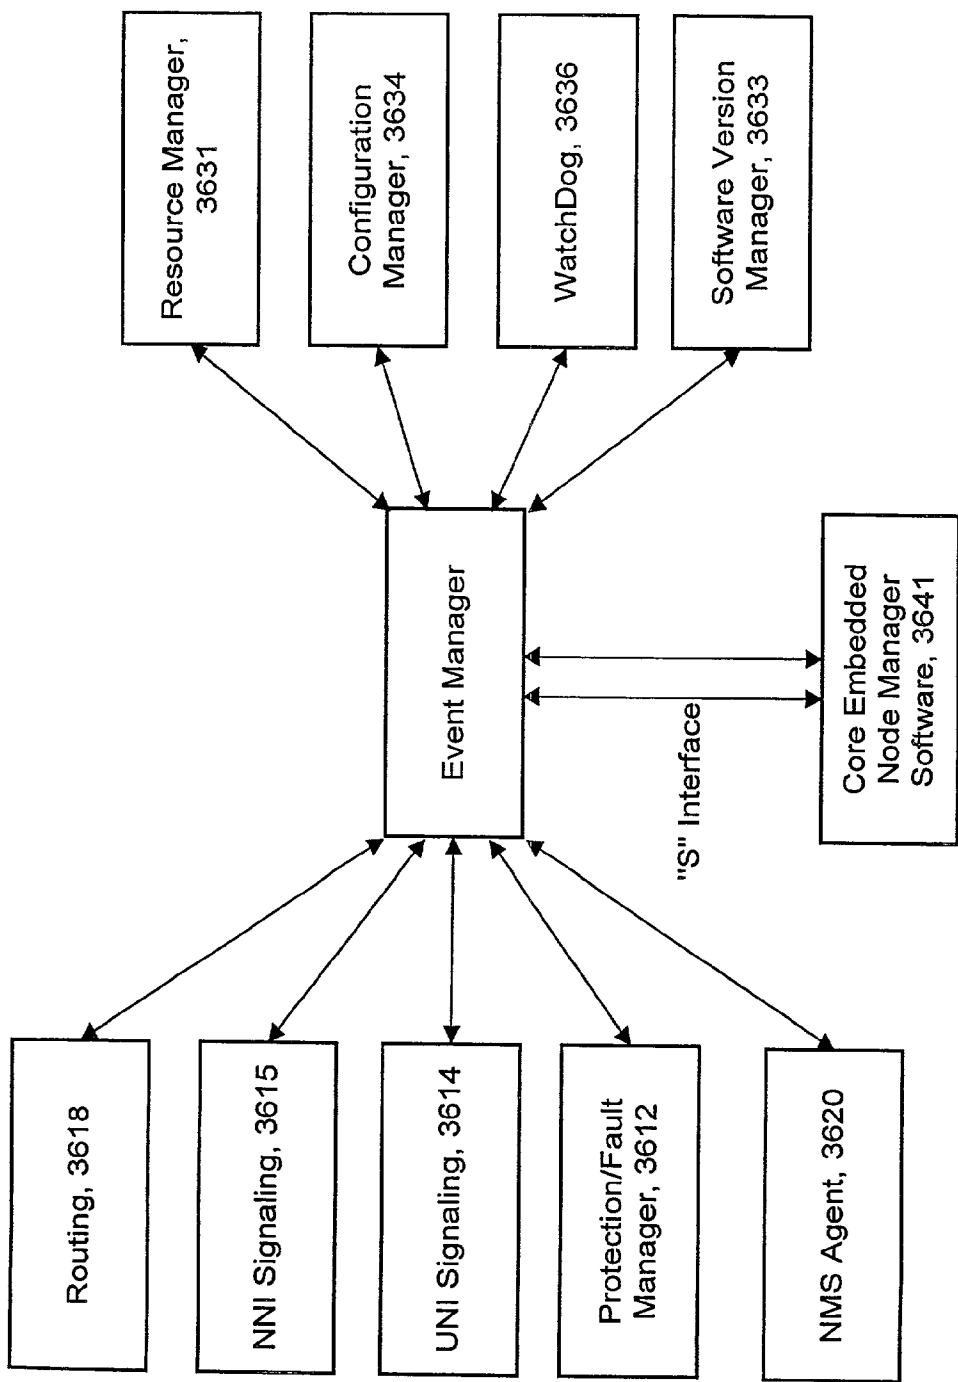 Routing, 3618
NNI Signaling, 3615
UNI Signaling, 3614
Protection/Fault
Manager, 3612
NMS Agent, 3620
Event Manager
"S" Interface
Core Embedded
Node Manager
Software, 3641
Resource Manager,
3631
Configuration
Manager, 3634
WatchDog, 3636
Software Version
Manager, 3633